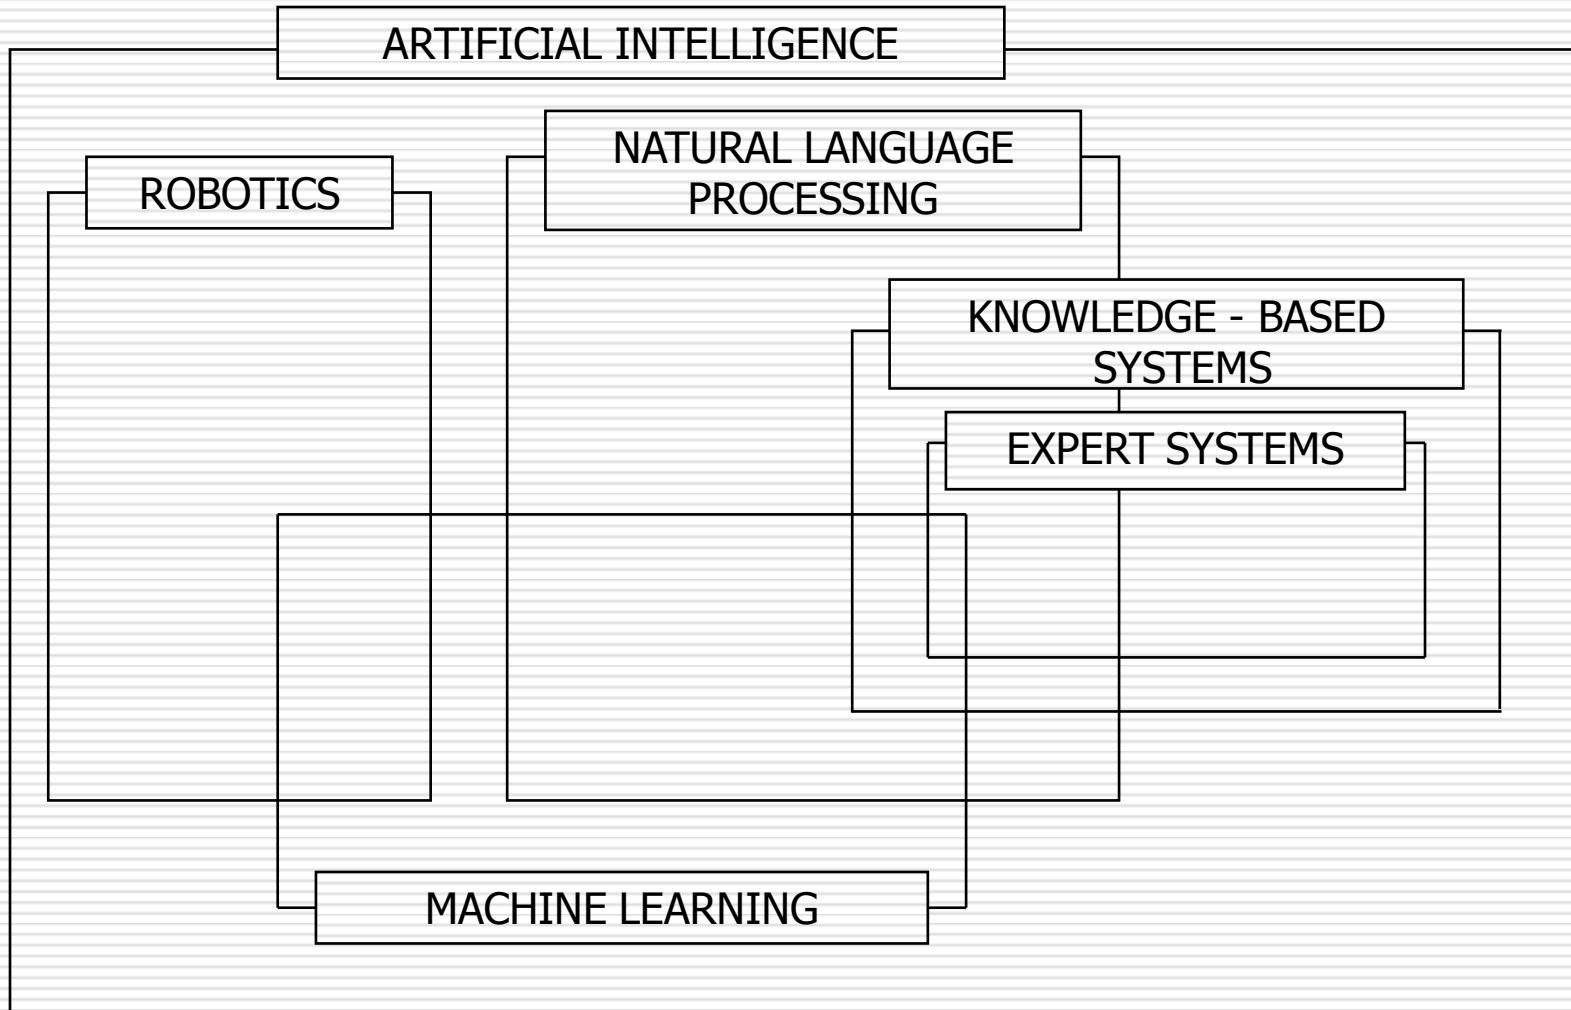 ARTIFICIAL INTELLIGENCE
NATURAL LANGUAGE
PROCESSING
ROBOTICS
KNOWLEDGE - BASED
SYSTEMS
EXPERT SYSTEMS
MACHINE LEARNING